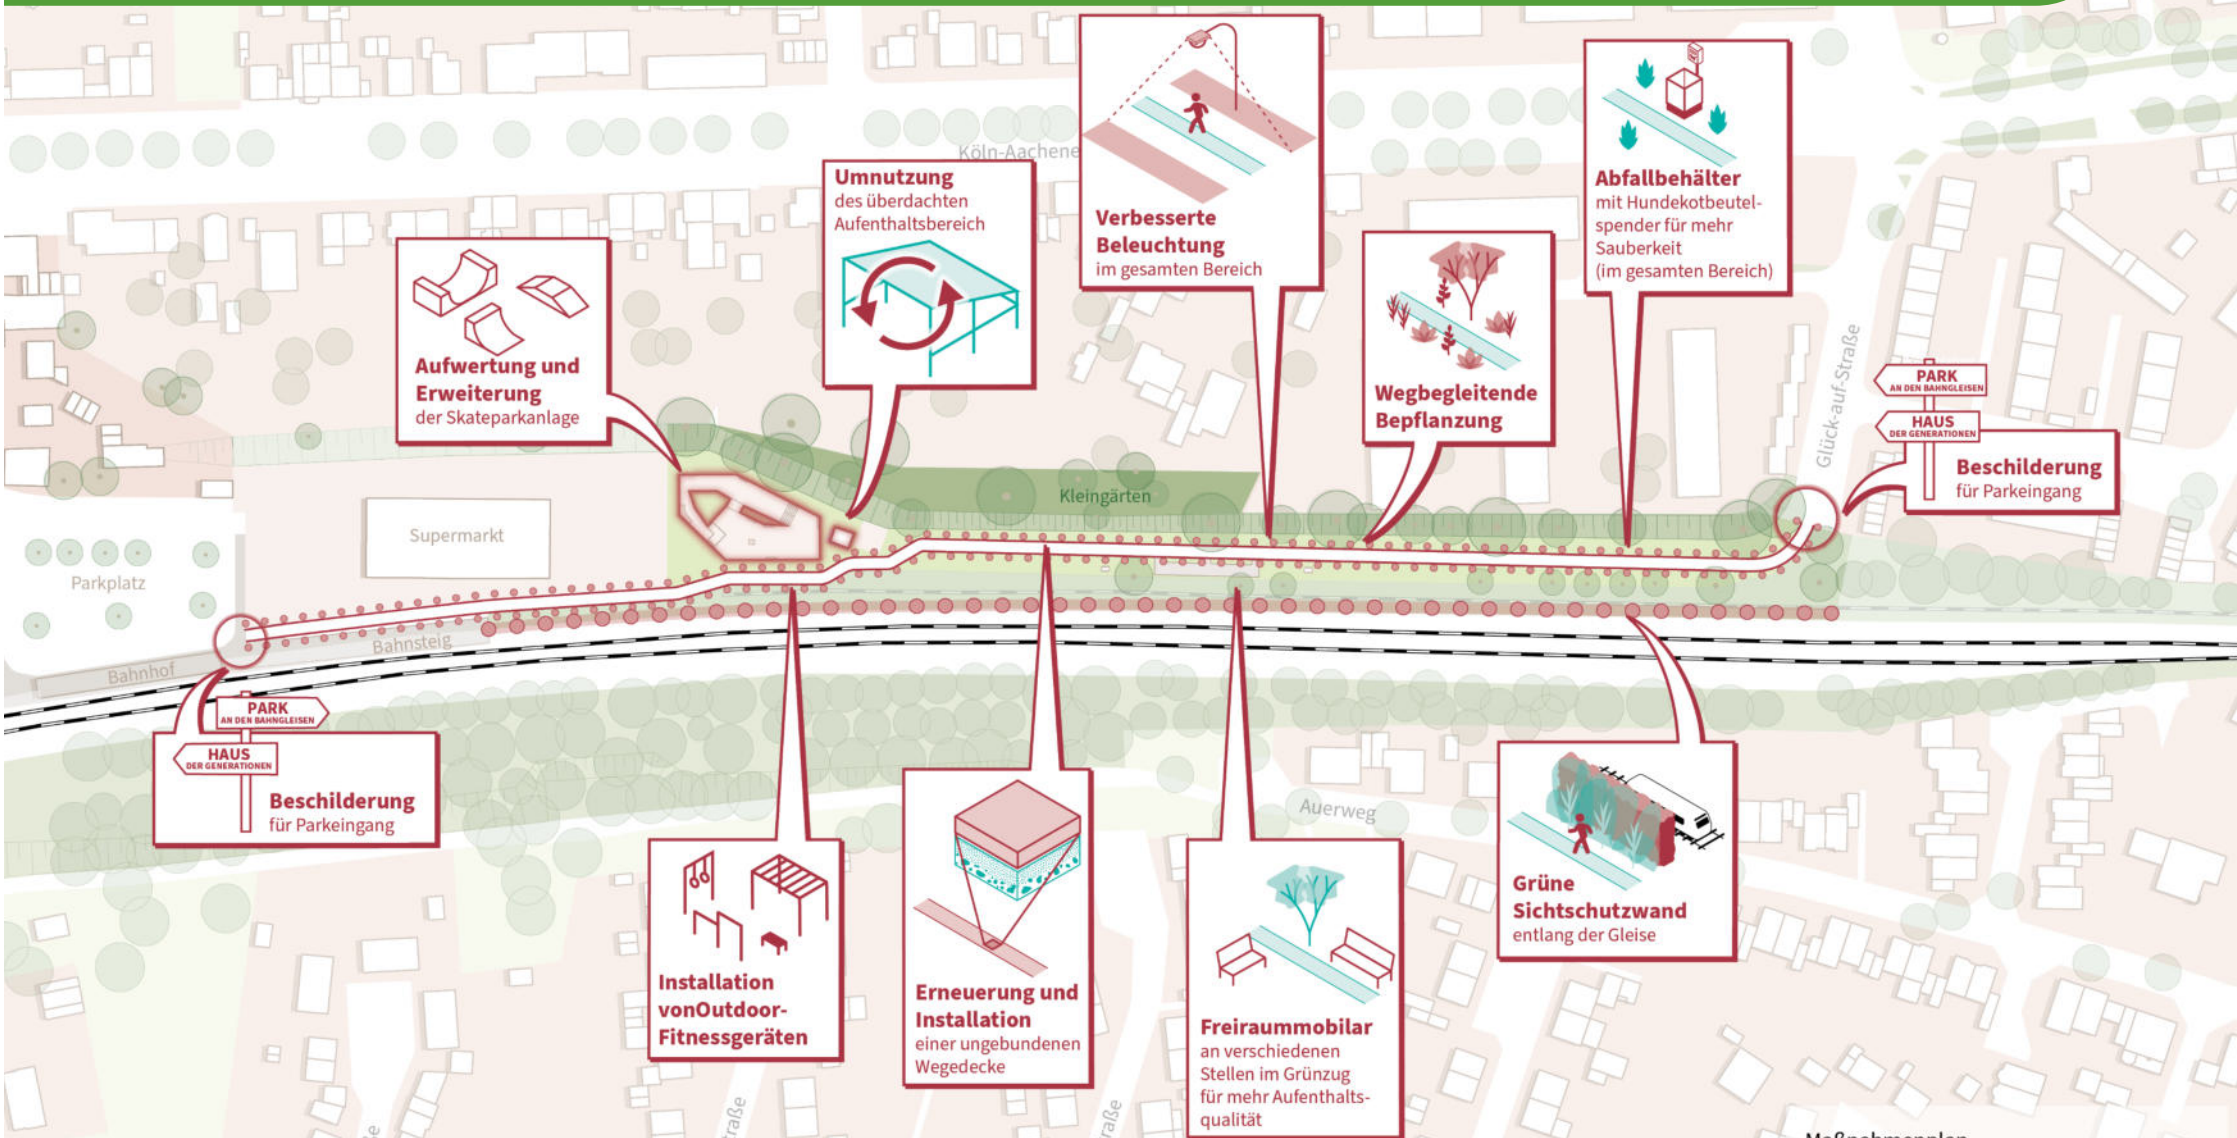 Köln-Aachene
Umnutzung
des überdachten
Aufenthaltsbereich
Verbesserte
Beleuchtung
im gesamten Bereich
Abfallbehälter
mit Hundekotbeutel-
spender für mehr
Sauberkeit
(im gesamten Bereich)
Aufwertung und
Erweiterung
der Skateparkanlage
Wegbegleitende
Bepflanzung
Glück-auf-Straße
PARK
AN DEN BAHNGLEISEN
HAUS
DER GENERATIONEN
Beschilderung
für Parkeingang
Kleingärten
Supermarkt
Parkplatz
Bahnsteig
Bahnhof
PARK
AN DEN BAHNGLEISEN
HAUS
DER GENERATIONEN
Beschilderung
für Parkeingang
Auerweg
Installation
vonOutdoor-
Fitnessgeräten
Erneuerung und
Installation
einer ungebundenen
Wegedecke
Freiraummobilar
an verschiedenen
Stellen im Grünzug
für mehr Aufenthalts-
qualität
Grüne
Sichtschutzwand
entlang der Gleise
raße
raße
e
Maßnahmenplan